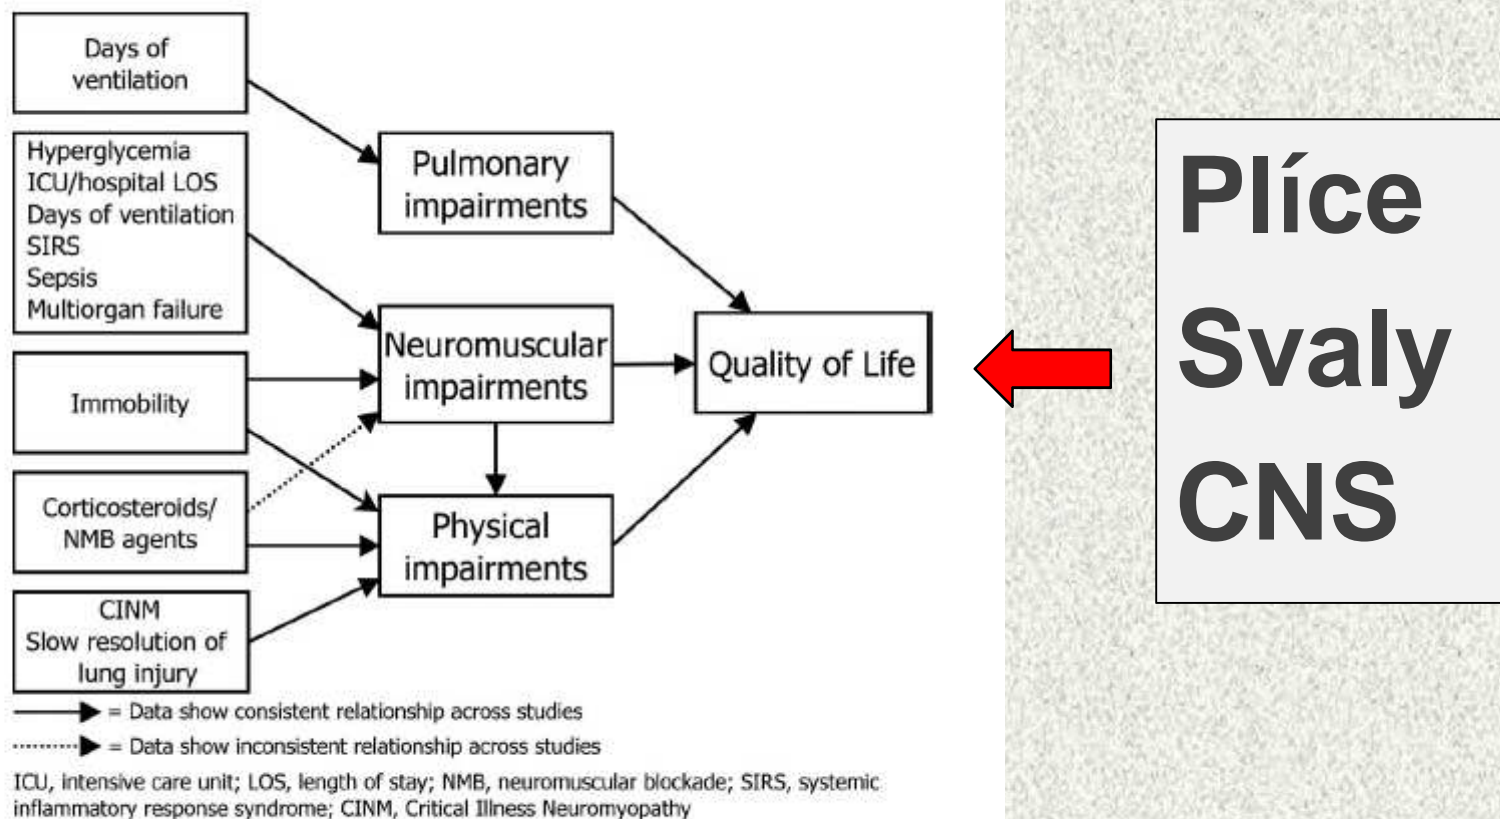 Days of
ventilation
Hyperglycemia
ICU/hospital LOS
Days of ventilation
SIRS
Sepsis
Multiorgan failure
Immobility
Corticosteroids/
NMB agents
CINM
Slow resolution of
lung injury
Pulmonary
impairments
Neuromuscular
impairments
Physical
impairments
Quality of Life
Plíce
Svaly
CNS
= Data show consistent relationship across studies
= Data show inconsistent relationship across studies
ICU, intensive care unit; LOS, length of stay; NMB, neuromuscular blockade; SIRS, systemic
inflammatory response syndrome; CINM, Critical Illness Neuromyopathy